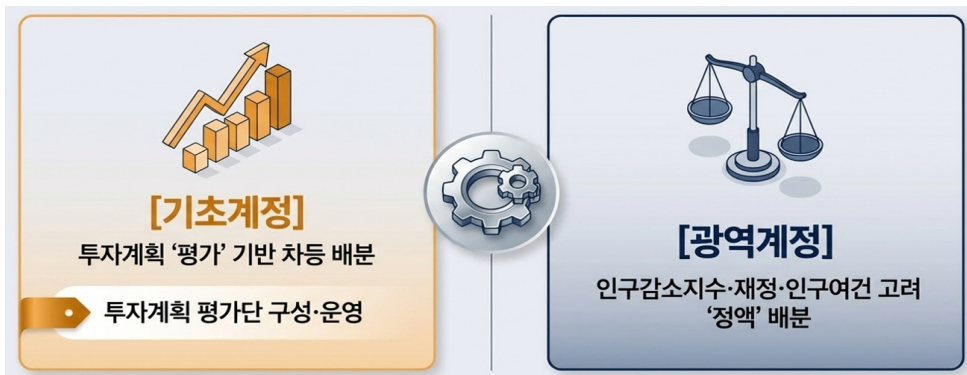 [기초계정]
투자계획 ‘평가’ 기반 차등 배분
투자계획 평가단 구성·운영
[광역계정]
인구감소지수·재정·인구여건 고려
‘정액’ 배분